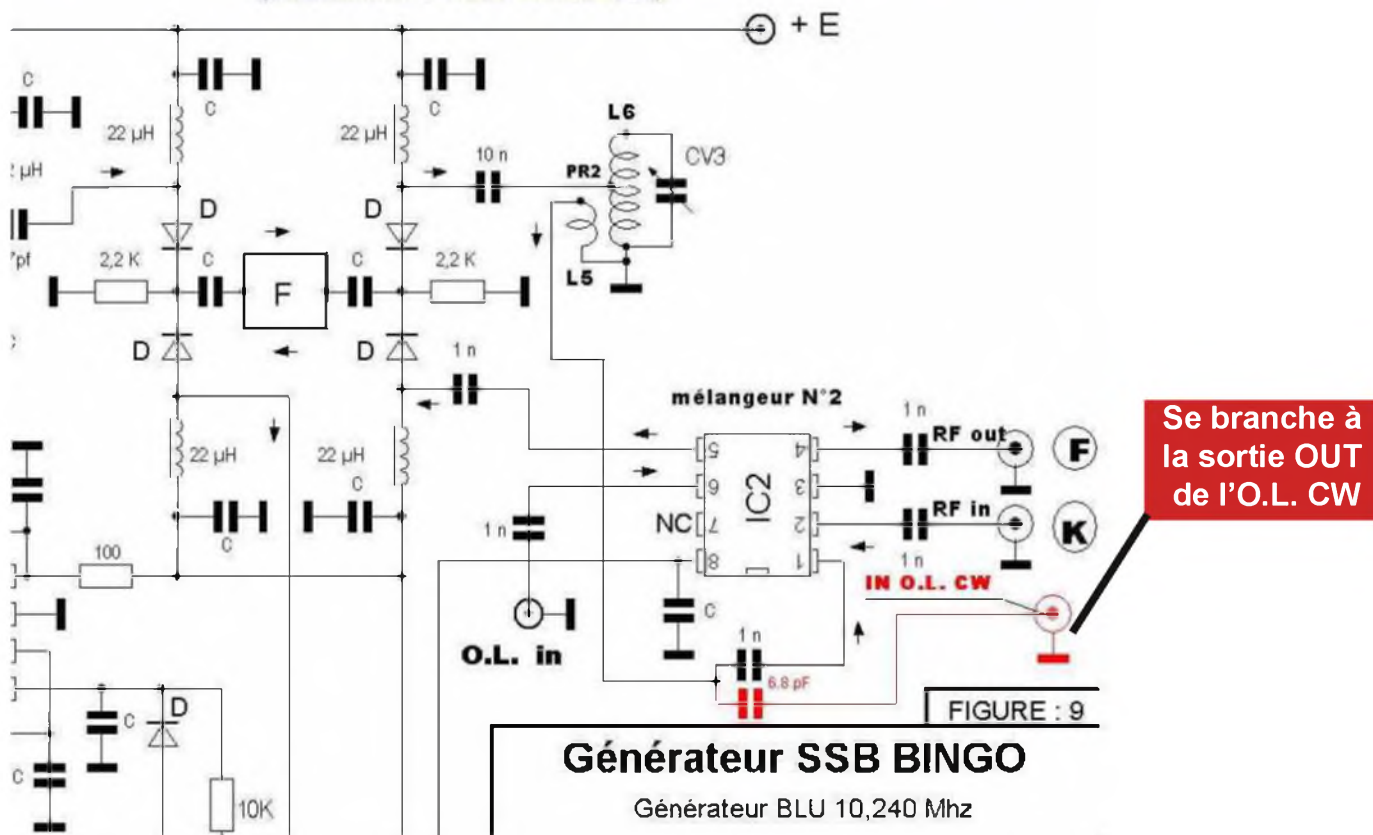 + E
C
C
C
L6
22 µH
22 µH
10 n
CV3
PR2
µH
D
D
7pf
2,2 K
C
C
2,2 K
F
L5
D
D
1 n
mélangeur N°2
1 n
RF out
F
Se branche à
la sortie OUT
de l'O.L. CW
22 µH
22 µH
C
5
4
6
3
IC2
NC
7
2
RF in
K
8
1
1 n
1 n
C
100
IN O.L. CW
C
O.L. in
1 n
6.8 pF
D
C
FIGURE : 9
Générateur SSB BINGO
C
10K
Générateur BLU 10,240 Mhz